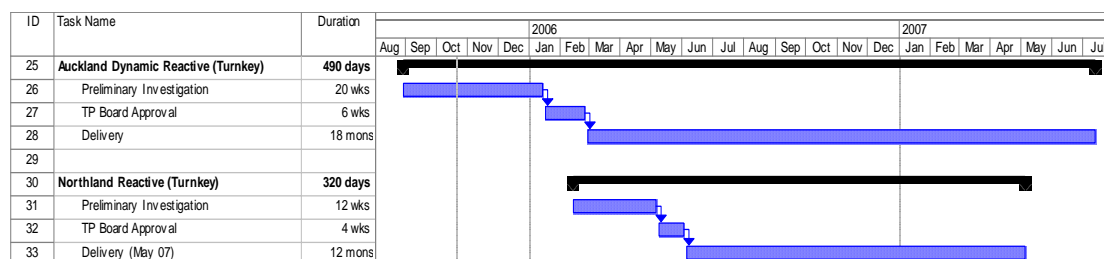 ID Task Name Duration 2006 2007
Aug Sep Oct Nov Dec Jan Feb Mar Apr May Jun Jul Aug Sep Oct Nov Dec Jan Feb Mar Apr May Jun Jul
25 Auckland Dynamic Reactive (Turnkey) 490 days
26 Preliminary Investigation 20 wks
27 TP Board Approval 6 wks
28 Delivery 18 mons
29
30 Northland Reactive (Turnkey) 320 days
31 Preliminary Investigation 12 wks
32 TP Board Approval 4 wks
33 Delivery (May 07) 12 mons